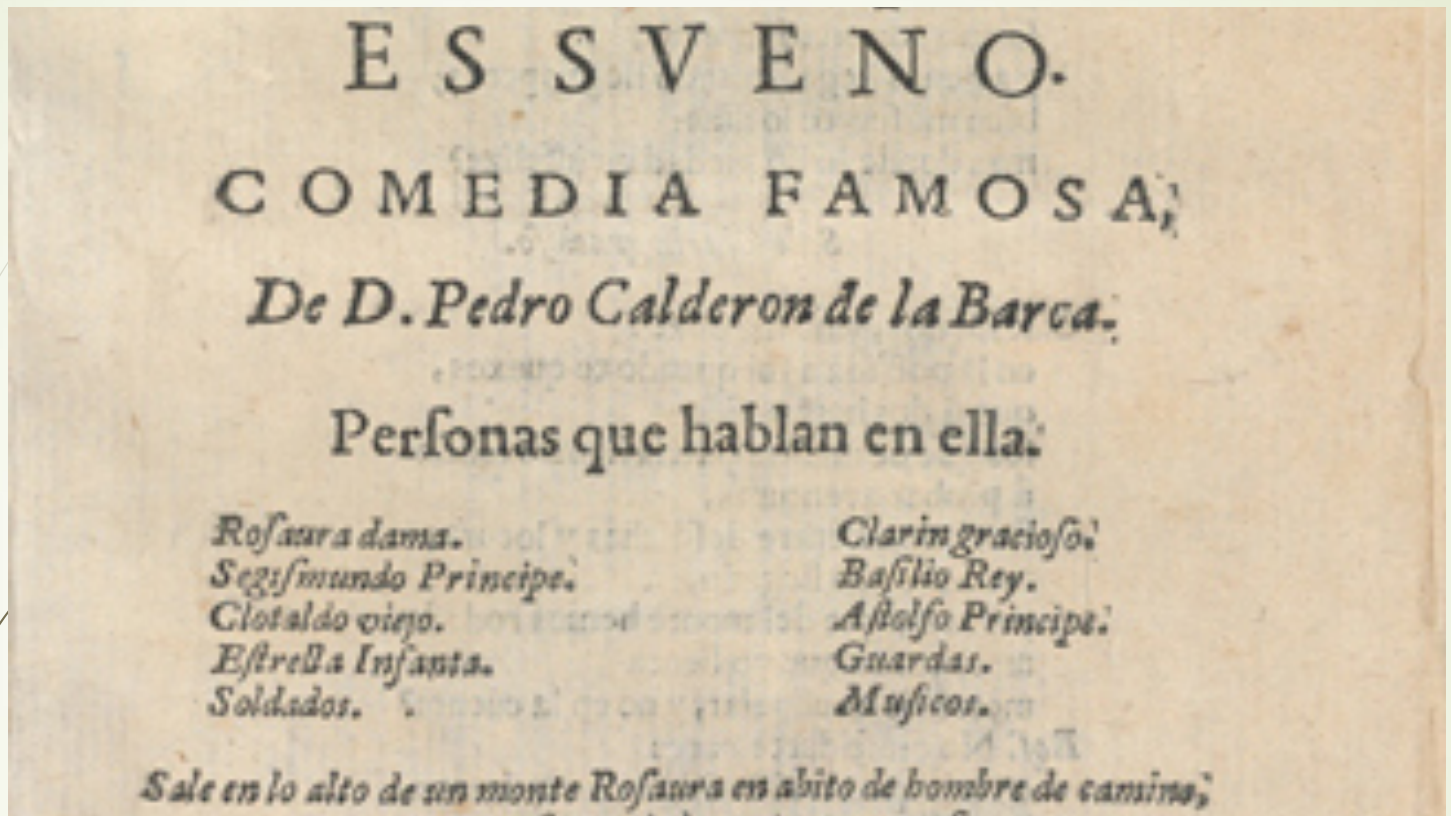 ES SVENO.
COMEDIA FAMOSA,
De D. Pedro Calderon de la Barca.
Perſonas que hablan en ella.
Roſaura dama. Clarin gracioſo.
Segiſmundo Principe. Baſilio Rey.
Clotaldo viejo. Aſtolfo Principe.
Eſtrella Infanta. Guardas.
Soldados. Muſicos.
Sale en lo alto de un monte Roſaura en abito de hombre de camino,